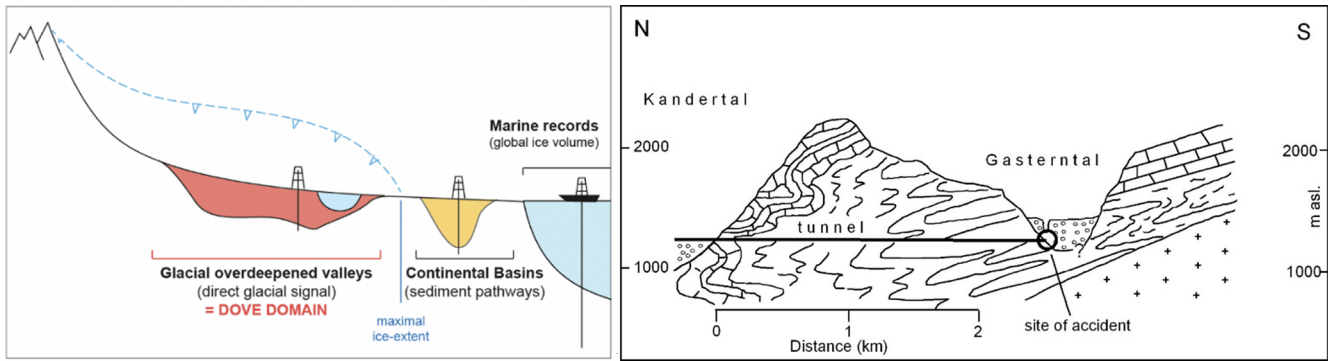 Marine records
(global ice volume)
Glacial overdeepened valleys
(direct glacial signal)
= DOVE DOMAIN
Continental Basins
(sediment pathways)
maximal
ice-extent
N
S
Kandertal
2000
Gasterntal
2000
tunnel
m asl.
1000
1000
0
1
2
Distance (km)
site of accident